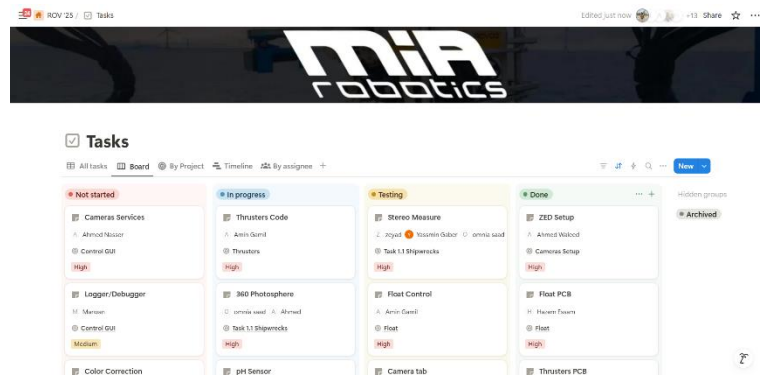 ROV '25 / Tasks
Edited just now
+13 Share
MiA
robotics
Tasks
All tasks Board By Project Timeline By assignee +
New
Not started
Cameras Services
A Ahmed Nasser
Control GUI
High
Logger/Debugger
M Marwan
Control GUI
Medium
Color Correction
In progress
Thrusters Code
A Amin Gamil
Thrusters
High
360 Photosphere
O omnia saad A Ahmed
Task 1.1 Shipwrecks
High
pH Sensor
Testing
Stereo Measure
Z zeyad Yassmin Gaber O omnia saad
Task 1.1 Shipwrecks
High
Float Control
A Amin Gamil
Float
High
Camera tab
Done
ZED Setup
A Ahmed Waleed
Cameras Setup
High
Float PCB
H Hazem Essam
Float
High
Thrusters PCB
Hidden groups
Archived